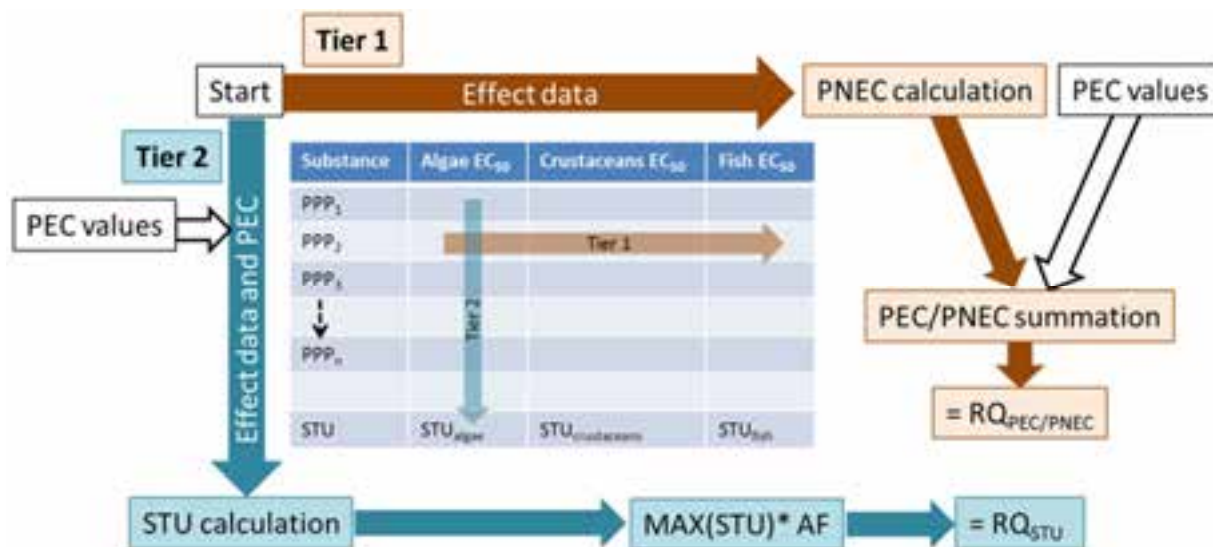 Tier 1
Start
Effect data
PNEC calculation
PEC values
Tier 2
PEC values
Effect data and PEC
Substance Algae EC50 Crustaceans EC50 Fish EC50
PPP1
PPP2
Tier 1
PPP3
Tier 2
PPPn
STU STUalgae STUcrustaceans STUfish
PEC/PNEC summation
= RQPEC/PNEC
STU calculation
MAX(STU)* AF
= RQSTU